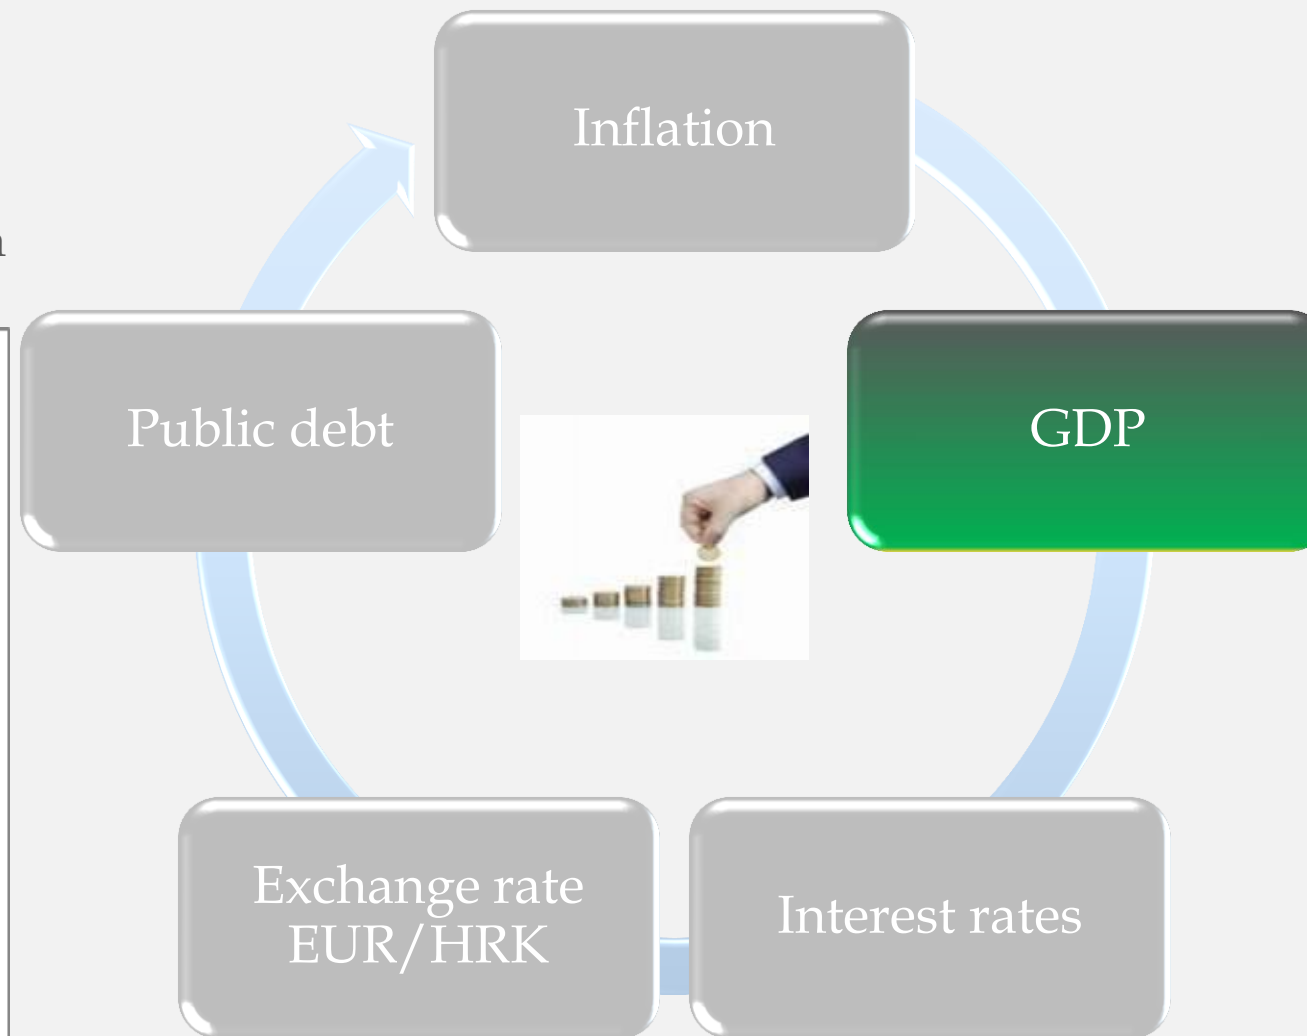 Inflation
Public debt
GDP
Exchange rate
EUR/HRK
Interest rates